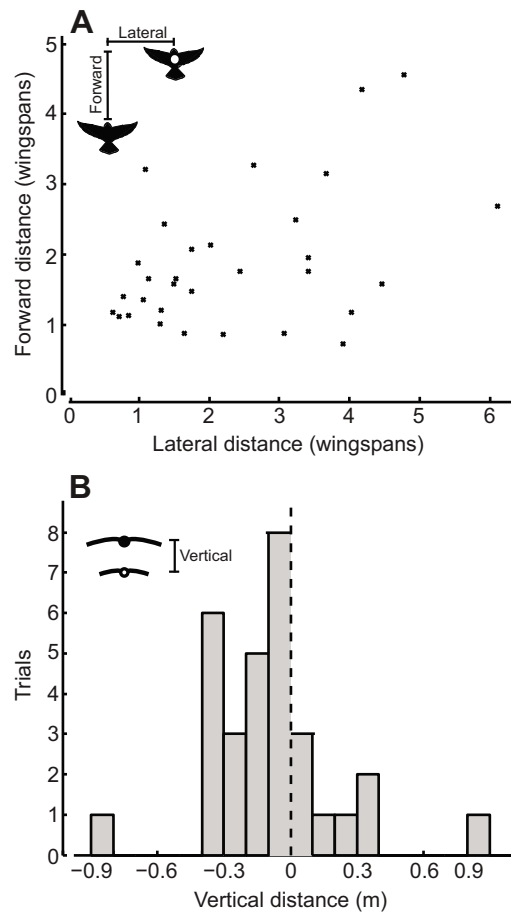 A
Lateral
Forward
5
4
3
2
1
0
Forward distance (wingspans)
0 1 2 3 4 5 6
Lateral distance (wingspans)
B
Vertical
8
7
6
5
4
3
2
1
0
Trials
−0.9 −0.6 −0.3 0 0.3 0.6 0.9
Vertical distance (m)